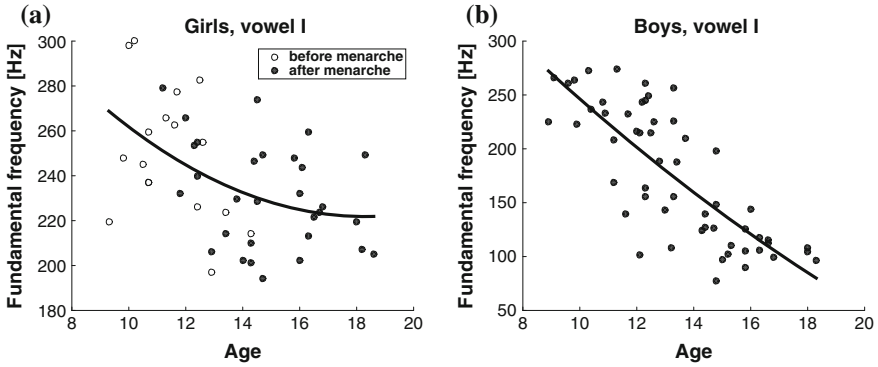 (a)
Girls, vowel I
Fundamental frequency [Hz]
300
280
260
240
220
200
180
before menarche
after menarche
8
10
12
14
16
18
20
Age
(b)
Boys, vowel I
Fundamental frequency [Hz]
300
250
200
150
100
50
8
10
12
14
16
18
20
Age